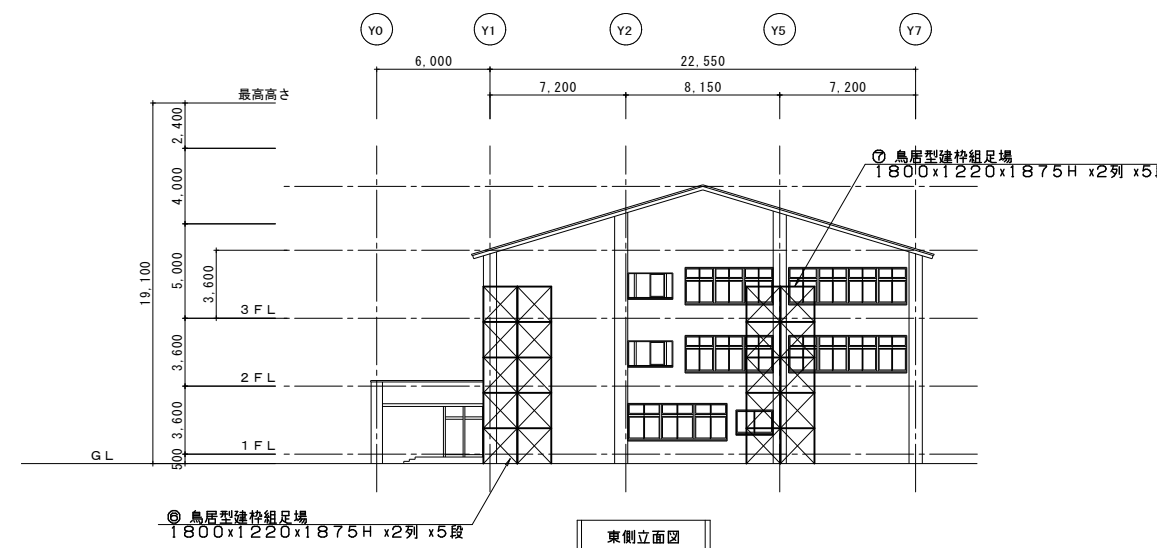 Y0 Y1 Y2 Y5 Y7
6,000 22,550
7,200 8,150 7,200
最高高さ
2,400
4,000
5,000
3,600
19,100
3,600
3,600
500
⑦ 鳥居型建枠組足場
1800x1220x1875H x2列 x5段
3FL
2FL
1FL
GL
⑥ 鳥居型建枠組足場
1800x1220x1875H x2列 x5段
東側立面図